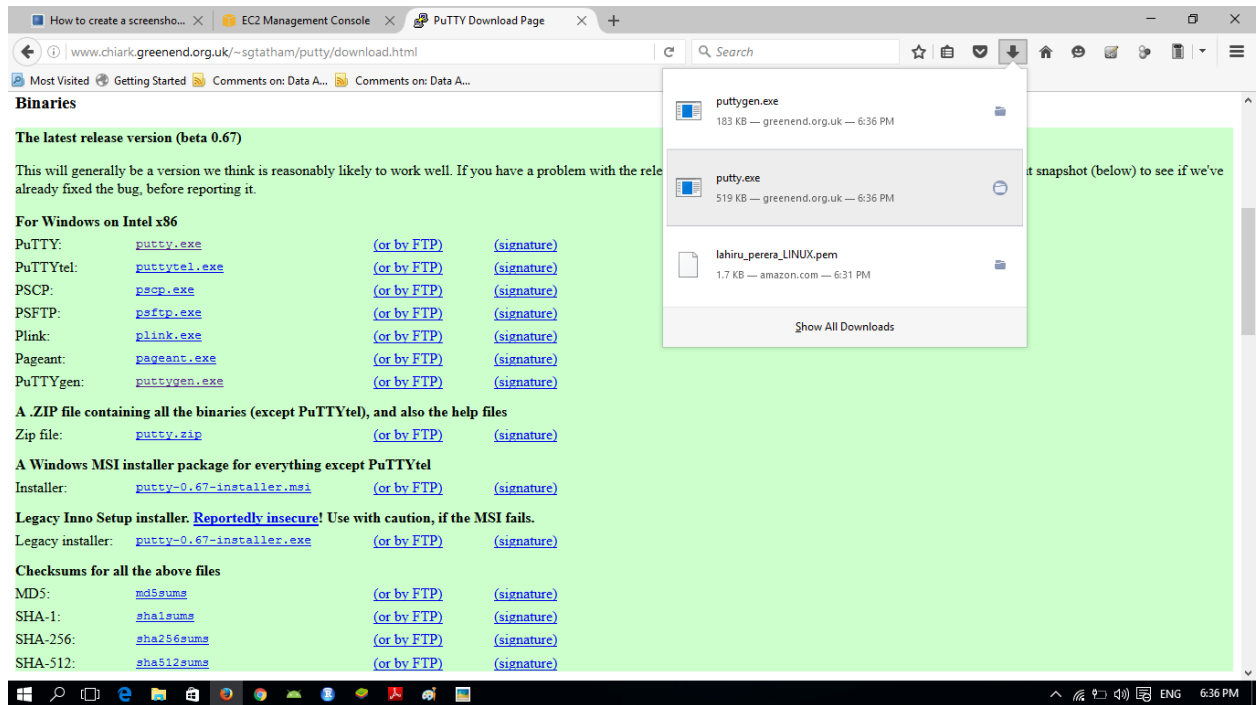 How to create a screensho...
EC2 Management Console
PuTTY Download Page
www.chiark.greenend.org.uk/~sgtatham/putty/download.html
Search
Most Visited
Getting Started
Comments on: Data A...
Comments on: Data A...
Binaries
The latest release version (beta 0.67)
This will generally be a version we think is reasonably likely to work well. If you have a problem with the rele
t snapshot (below) to see if we've
already fixed the bug, before reporting it.
For Windows on Intel x86
PuTTY: putty.exe (or by FTP) (signature)
PuTTYtel: puttytel.exe (or by FTP) (signature)
PSCP: pscp.exe (or by FTP) (signature)
PSFTP: psftp.exe (or by FTP) (signature)
Plink: plink.exe (or by FTP) (signature)
Pageant: pageant.exe (or by FTP) (signature)
PuTTYgen: puttygen.exe (or by FTP) (signature)
A .ZIP file containing all the binaries (except PuTTYtel), and also the help files
Zip file: putty.zip (or by FTP) (signature)
A Windows MSI installer package for everything except PuTTYtel
Installer: putty-0.67-installer.msi (or by FTP) (signature)
Legacy Inno Setup installer. Reportedly insecure! Use with caution, if the MSI fails.
Legacy installer: putty-0.67-installer.exe (or by FTP) (signature)
Checksums for all the above files
MD5: md5sums (or by FTP) (signature)
SHA-1: sha1sums (or by FTP) (signature)
SHA-256: sha256sums (or by FTP) (signature)
SHA-512: sha512sums (or by FTP) (signature)
puttygen.exe
183 KB — greenend.org.uk — 6:36 PM
putty.exe
519 KB — greenend.org.uk — 6:36 PM
lahiru_perera_LINUX.pem
1.7 KB — amazon.com — 6:31 PM
Show All Downloads
ENG
6:36 PM